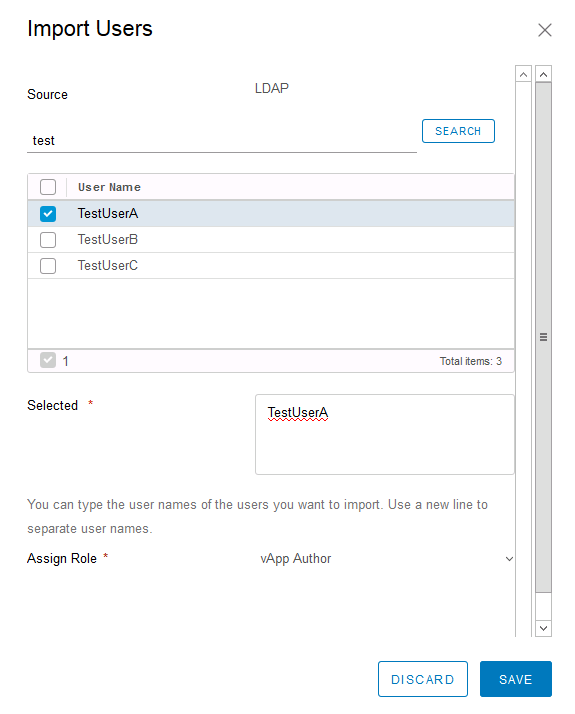 Import Users
Source
LDAP
test
SEARCH
User Name
TestUserA
TestUserB
TestUserC
1
Total items: 3
Selected *
TestUserA
You can type the user names of the users you want to import. Use a new line to
separate user names.
Assign Role *
vApp Author
DISCARD
SAVE